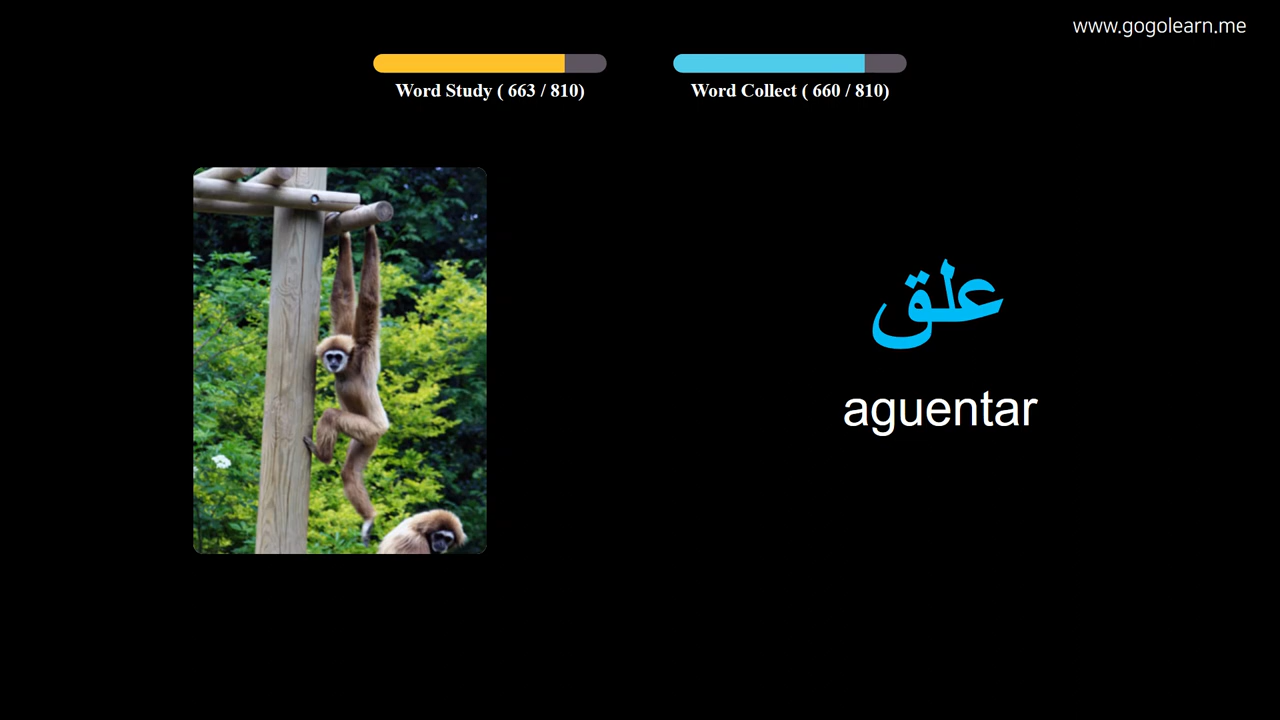 www.gogolearn.me
Word Study ( 663 / 810)
Word Collect ( 660 / 810)
علق
aguentar